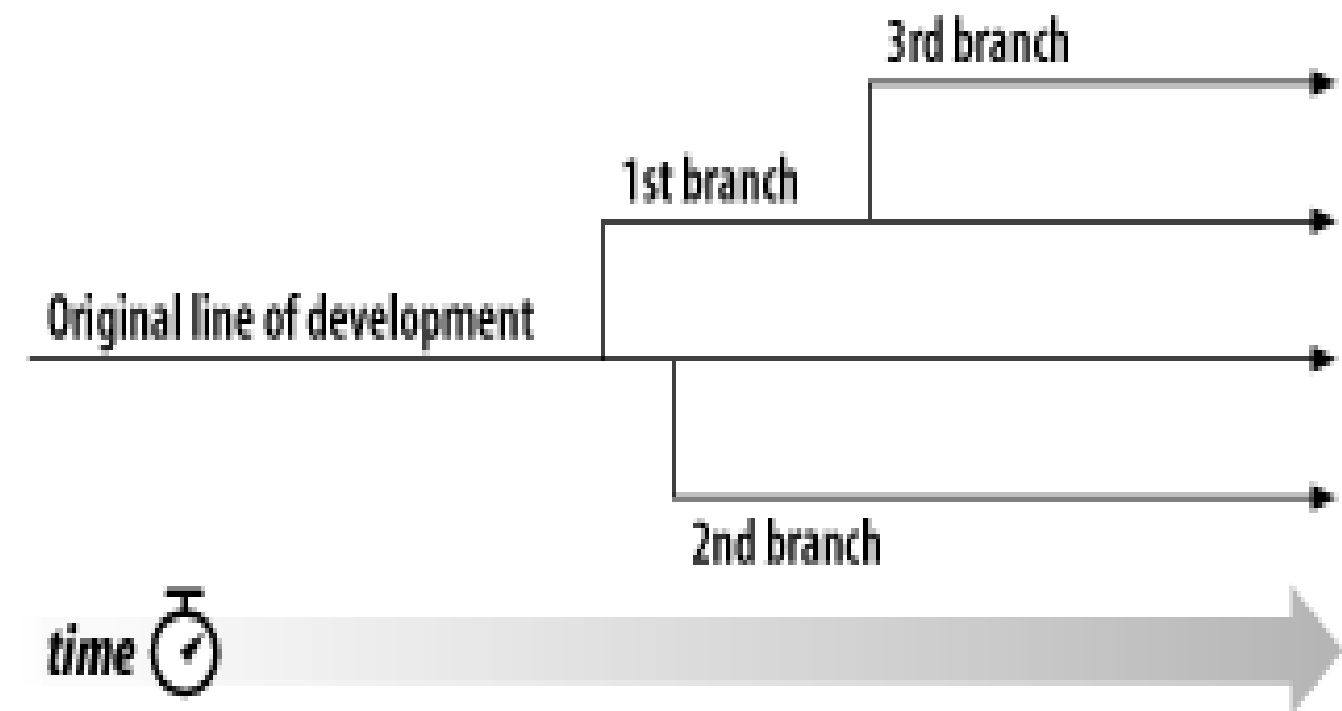 3rd branch
1st branch
Original line of development
2nd branch
time